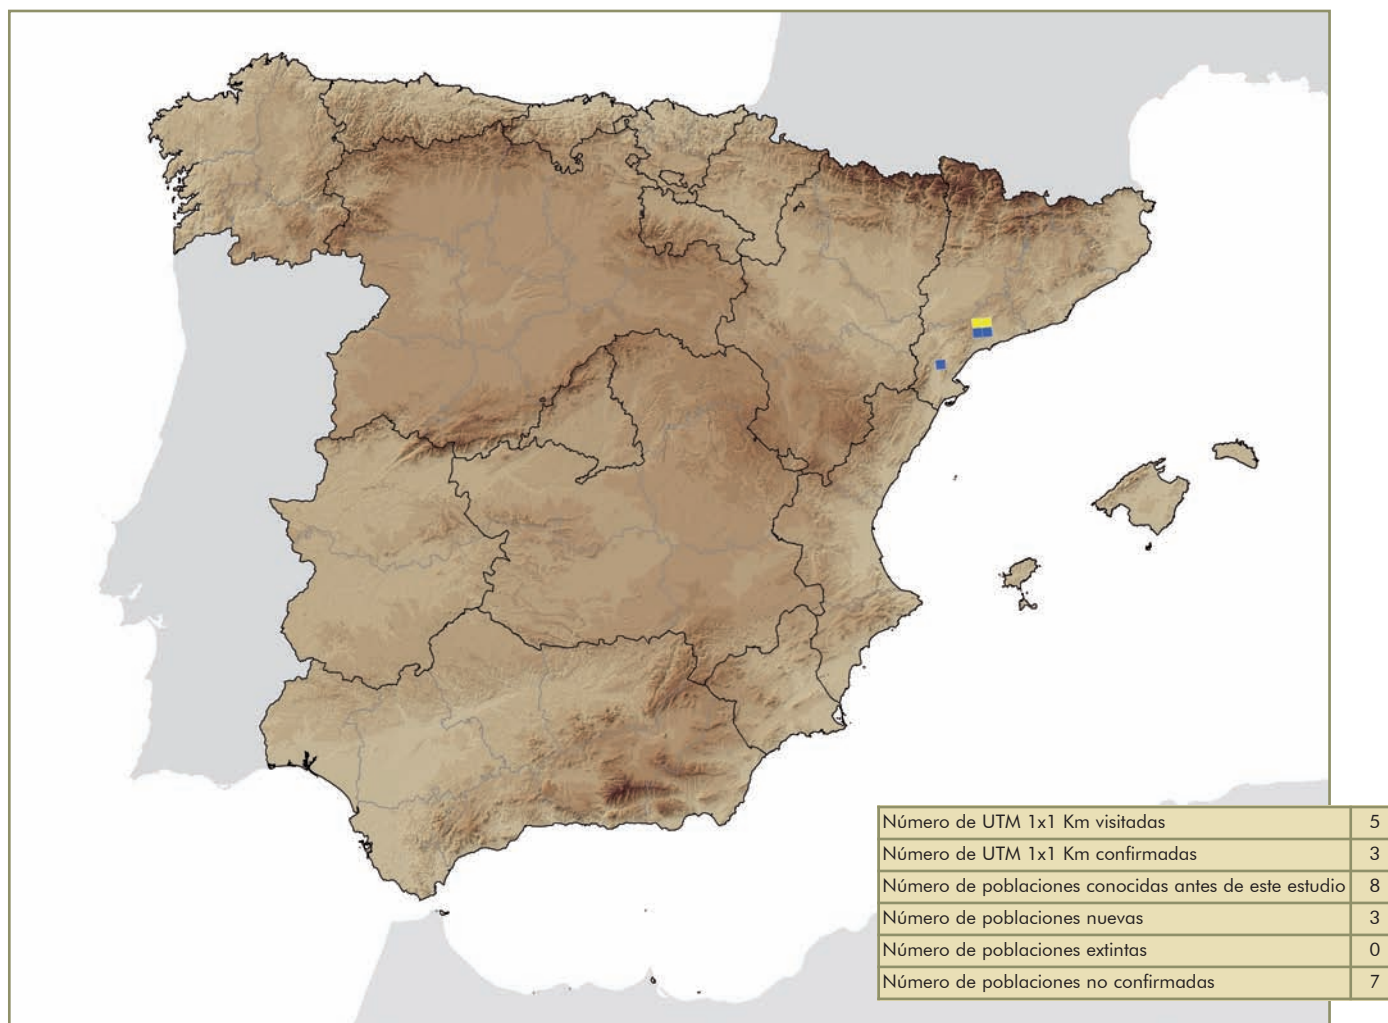 Número de UTM 1x1 Km visitadas 5
Número de UTM 1x1 Km confirmadas 3
Número de poblaciones conocidas antes de este estudio 8
Número de poblaciones nuevas 3
Número de poblaciones extintas 0
Número de poblaciones no confirmadas 7